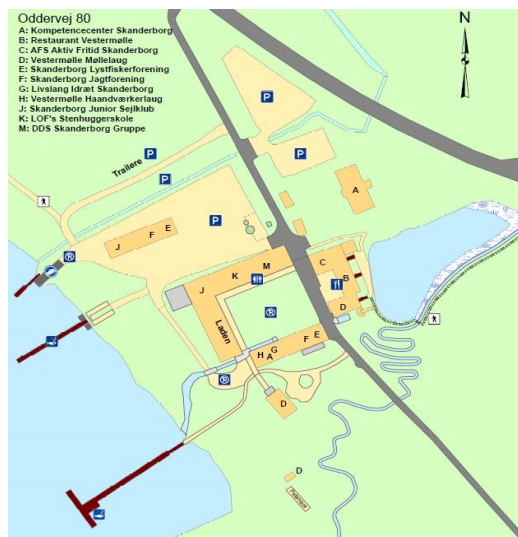 Oddervej 80
A: Kompetencecenter Skanderborg
B: Restaurant Vestermølle
C: AFS Aktiv Fritid Skanderborg
D: Vestermølle Møllelaug
E: Skanderborg Lystfiskerforening
F: Skanderborg Jagtforening
G: Livslang Idræt Skanderborg
H: Vestermølle Haandværkerlaug
J: Skanderborg Junior Sejlklub
K: LOF's Stenhuggerskole
M: DDS Skanderborg Gruppe
N
P
P
P
Trailere
P
A
P
J F E
R
J K M
C
B
D
Laden
R
H A G F E
R
D
D